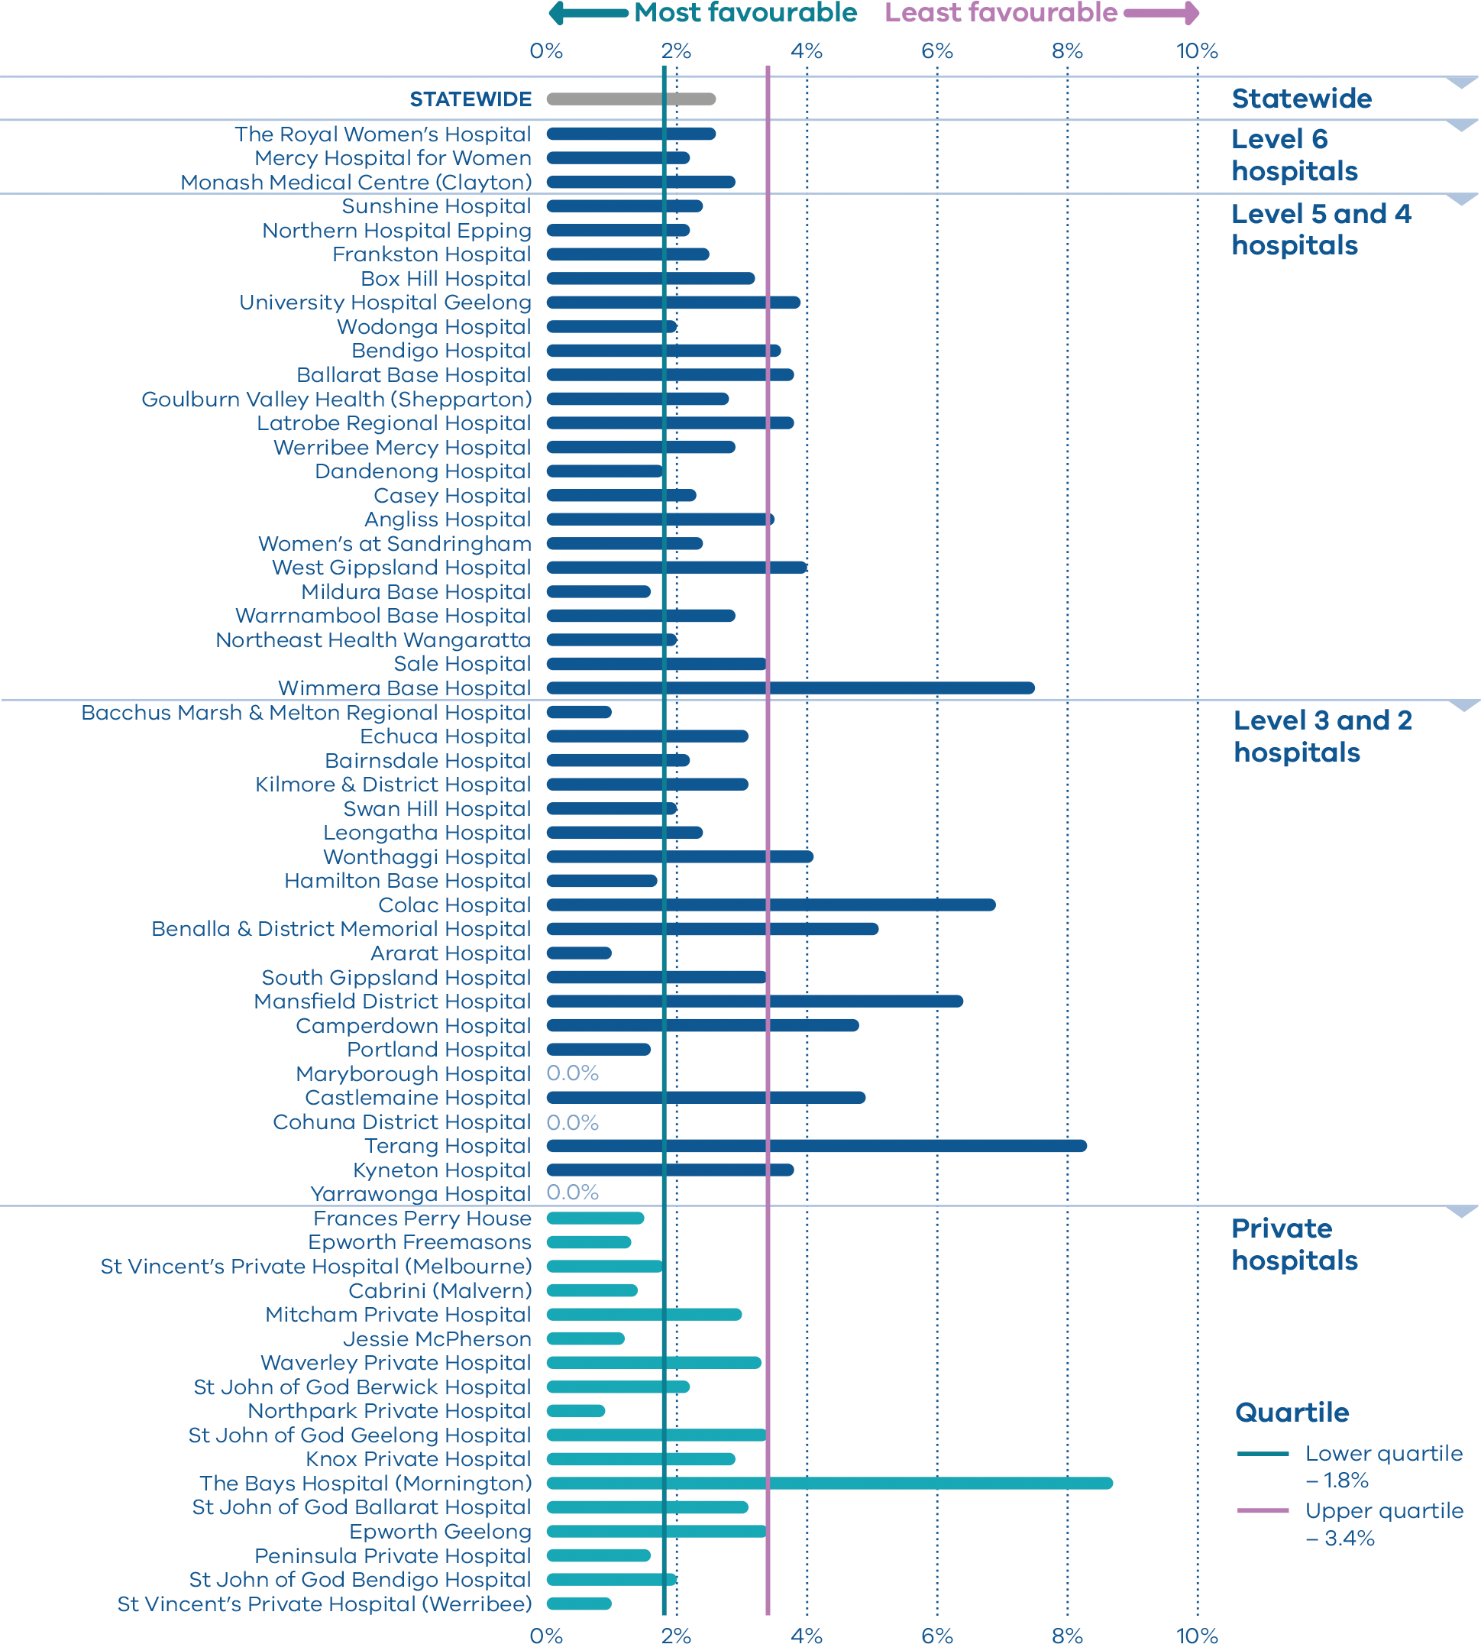 Most favourable Least favourable
0% 2% 4% 6% 8% 10%
STATEWIDE
Statewide
The Royal Women's Hospital
Level 6
Mercy Hospital for Women
hospitals
Monash Medical Centre (Clayton)
Sunshine Hospital
Level 5 and 4
Northern Hospital Epping
hospitals
Frankston Hospital
Box Hill Hospital
University Hospital Geelong
Wodonga Hospital
Bendigo Hospital
Ballarat Base Hospital
Goulburn Valley Health (Shepparton)
Latrobe Regional Hospital
Werribee Mercy Hospital
Dandenong Hospital
Casey Hospital
Angliss Hospital
Women's at Sandringham
West Gippsland Hospital
Mildura Base Hospital
Warrnambool Base Hospital
Northeast Health Wangaratta
Sale Hospital
Wimmera Base Hospital
Bacchus Marsh & Melton Regional Hospital
Level 3 and 2
Echuca Hospital
hospitals
Bairnsdale Hospital
Kilmore & District Hospital
Swan Hill Hospital
Leongatha Hospital
Wonthaggi Hospital
Hamilton Base Hospital
Colac Hospital
Benalla & District Memorial Hospital
Ararat Hospital
South Gippsland Hospital
Mansfield District Hospital
Camperdown Hospital
Portland Hospital
Maryborough Hospital 0.0%
Castlemaine Hospital
Cohuna District Hospital 0.0%
Terang Hospital
Kyneton Hospital
Yarrawonga Hospital 0.0%
Frances Perry House
Private
Epworth Freemasons
hospitals
St Vincent's Private Hospital (Melbourne)
Cabrini (Malvern)
Mitcham Private Hospital
Jessie McPherson
Waverley Private Hospital
St John of God Berwick Hospital
Northpark Private Hospital
Quartile
St John of God Geelong Hospital
Lower quartile
Knox Private Hospital
– 1.8%
The Bays Hospital (Mornington)
St John of God Ballarat Hospital
Upper quartile
Epworth Geelong
– 3.4%
Peninsula Private Hospital
St John of God Bendigo Hospital
St Vincent's Private Hospital (Werribee)
0% 2% 4% 6% 8% 10%